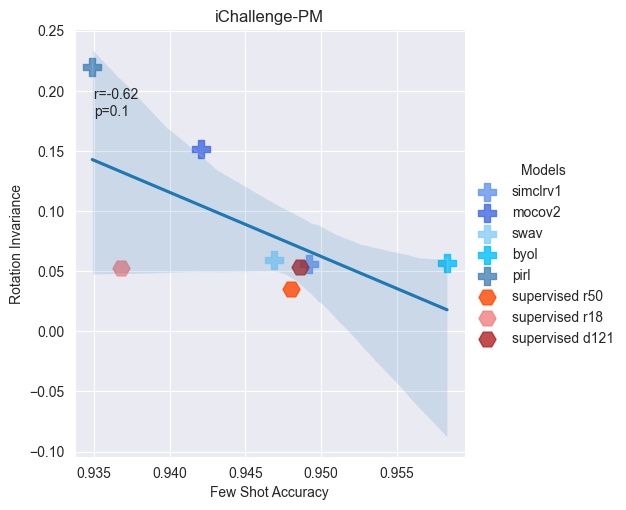 iChallenge-PM
0.25
0.20
0.15
0.10
0.05
0.00
−0.05
−0.10
Rotation Invariance
r=-0.62
p=0.1
0.935
0.940
0.945
0.950
0.955
Few Shot Accuracy
Models
simclrv1
mocov2
swav
byol
pirl
supervised r50
supervised r18
supervised d121